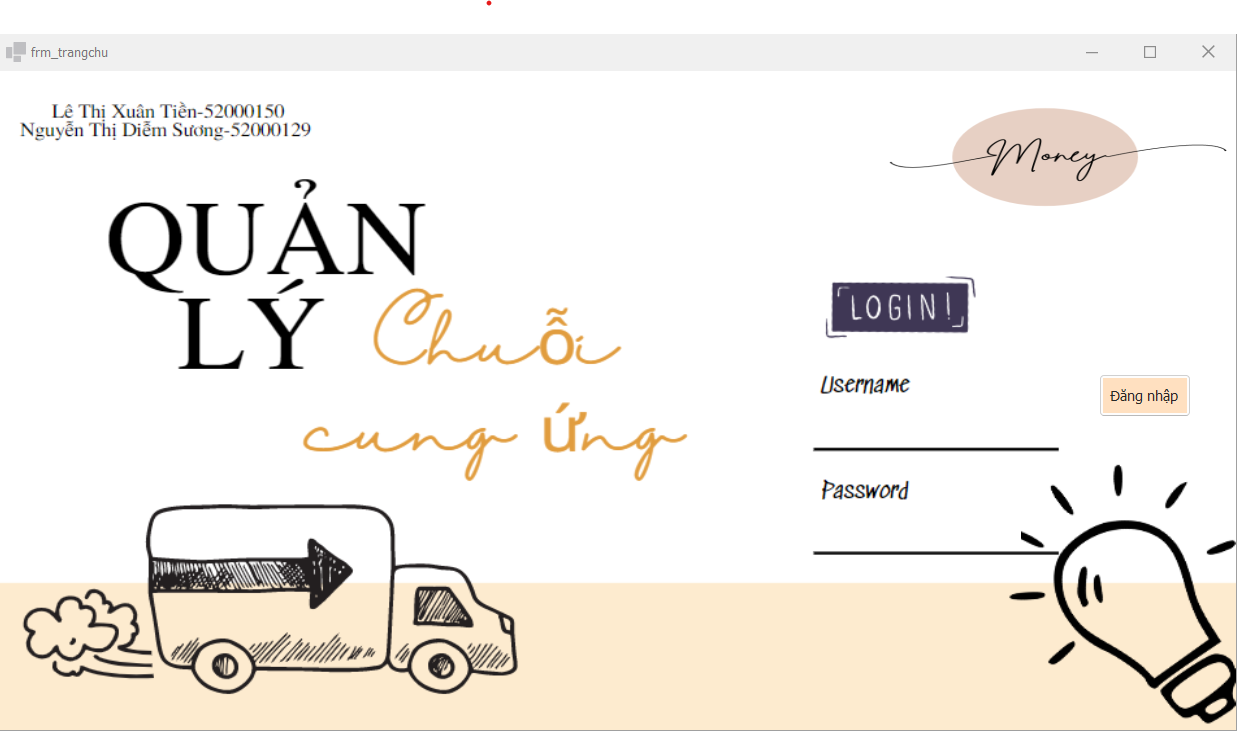 frm_trangchu
Lê Thị Xuân Tiền-52000150
Nguyễn Thị Diễm Sương-52000129
Money
QUẢN
LÝ Chuỗi
cung ứng
LOGIN!
Username
Đăng nhập
Password